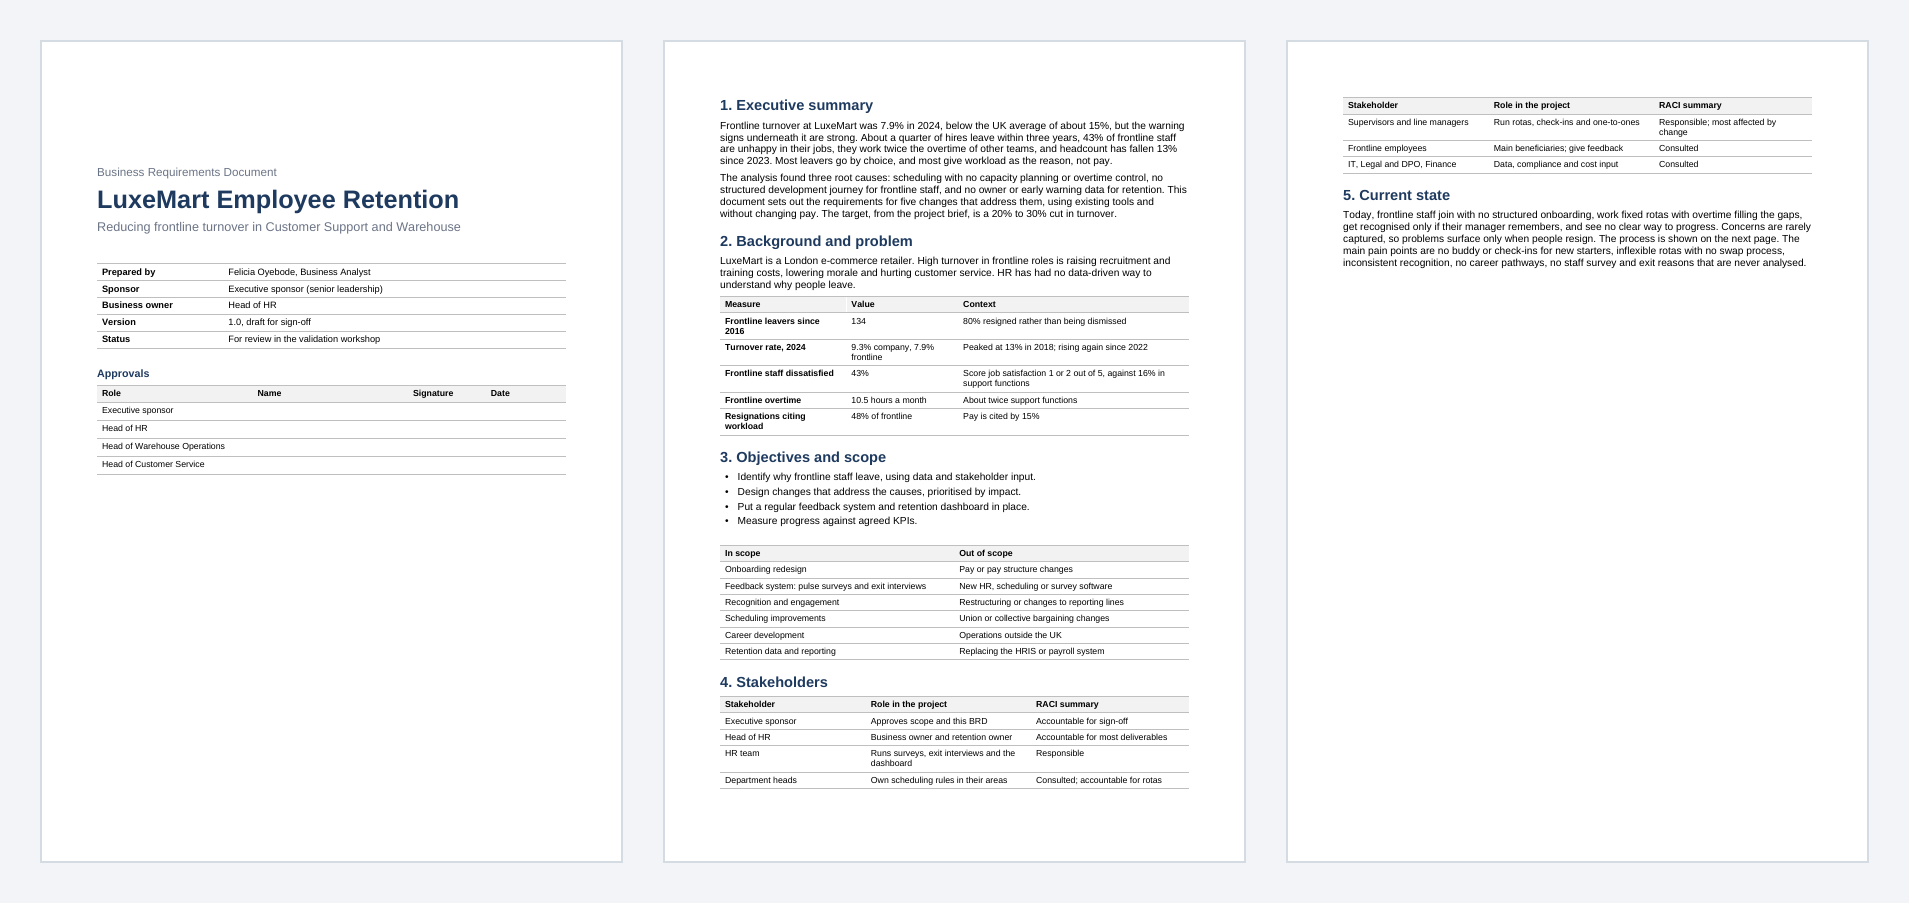 Business Requirements Document
LuxeMart Employee Retention
Reducing frontline turnover in Customer Support and Warehouse
Prepared by Felicia Oyebode, Business Analyst
Sponsor Executive sponsor (senior leadership)
Business owner Head of HR
Version 1.0, draft for sign-off
Status For review in the validation workshop
Approvals
Role Name Signature Date
Executive sponsor
Head of HR
Head of Warehouse Operations
Head of Customer Service
1. Executive summary
Frontline turnover at LuxeMart was 7.9% in 2024, below the UK average of about 15%, but the warning
signs underneath it are strong. About a quarter of hires leave within three years, 43% of frontline staff
are unhappy in their jobs, they work twice the overtime of other teams, and headcount has fallen 13%
since 2023. Most leavers go by choice, and most give workload as the reason, not pay.
The analysis found three root causes: scheduling with no capacity planning or overtime control, no
structured development journey for frontline staff, and no owner or early warning data for retention. This
document sets out the requirements for five changes that address them, using existing tools and
without changing pay. The target, from the project brief, is a 20% to 30% cut in turnover.
2. Background and problem
LuxeMart is a London e-commerce retailer. High turnover in frontline roles is raising recruitment and
training costs, lowering morale and hurting customer service. HR has had no data-driven way to
understand why people leave.
Measure Value Context
Frontline leavers since 134 80% resigned rather than being dismissed
2016
Turnover rate, 2024 9.3% company, 7.9% Peaked at 13% in 2018; rising again since 2022
frontline
Frontline staff dissatisfied 43% Score job satisfaction 1 or 2 out of 5, against 16% in
support functions
Frontline overtime 10.5 hours a month About twice support functions
Resignations citing 48% of frontline Pay is cited by 15%
workload
3. Objectives and scope
• Identify why frontline staff leave, using data and stakeholder input.
• Design changes that address the causes, prioritised by impact.
• Put a regular feedback system and retention dashboard in place.
• Measure progress against agreed KPIs.
In scope Out of scope
Onboarding redesign Pay or pay structure changes
Feedback system: pulse surveys and exit interviews New HR, scheduling or survey software
Recognition and engagement Restructuring or changes to reporting lines
Scheduling improvements Union or collective bargaining changes
Career development Operations outside the UK
Retention data and reporting Replacing the HRIS or payroll system
4. Stakeholders
Stakeholder Role in the project RACI summary
Executive sponsor Approves scope and this BRD Accountable for sign-off
Head of HR Business owner and retention owner Accountable for most deliverables
HR team Runs surveys, exit interviews and the Responsible
dashboard
Department heads Own scheduling rules in their areas Consulted; accountable for rotas
Stakeholder Role in the project RACI summary
Supervisors and line managers Run rotas, check-ins and one-to-ones Responsible; most affected by
change
Frontline employees Main beneficiaries; give feedback Consulted
IT, Legal and DPO, Finance Data, compliance and cost input Consulted
5. Current state
Today, frontline staff join with no structured onboarding, work fixed rotas with overtime filling the gaps,
get recognised only if their manager remembers, and see no clear way to progress. Concerns are rarely
captured, so problems surface only when people resign. The process is shown on the next page. The
main pain points are no buddy or check-ins for new starters, inflexible rotas with no swap process,
inconsistent recognition, no career pathways, no staff survey and exit reasons that are never analysed.